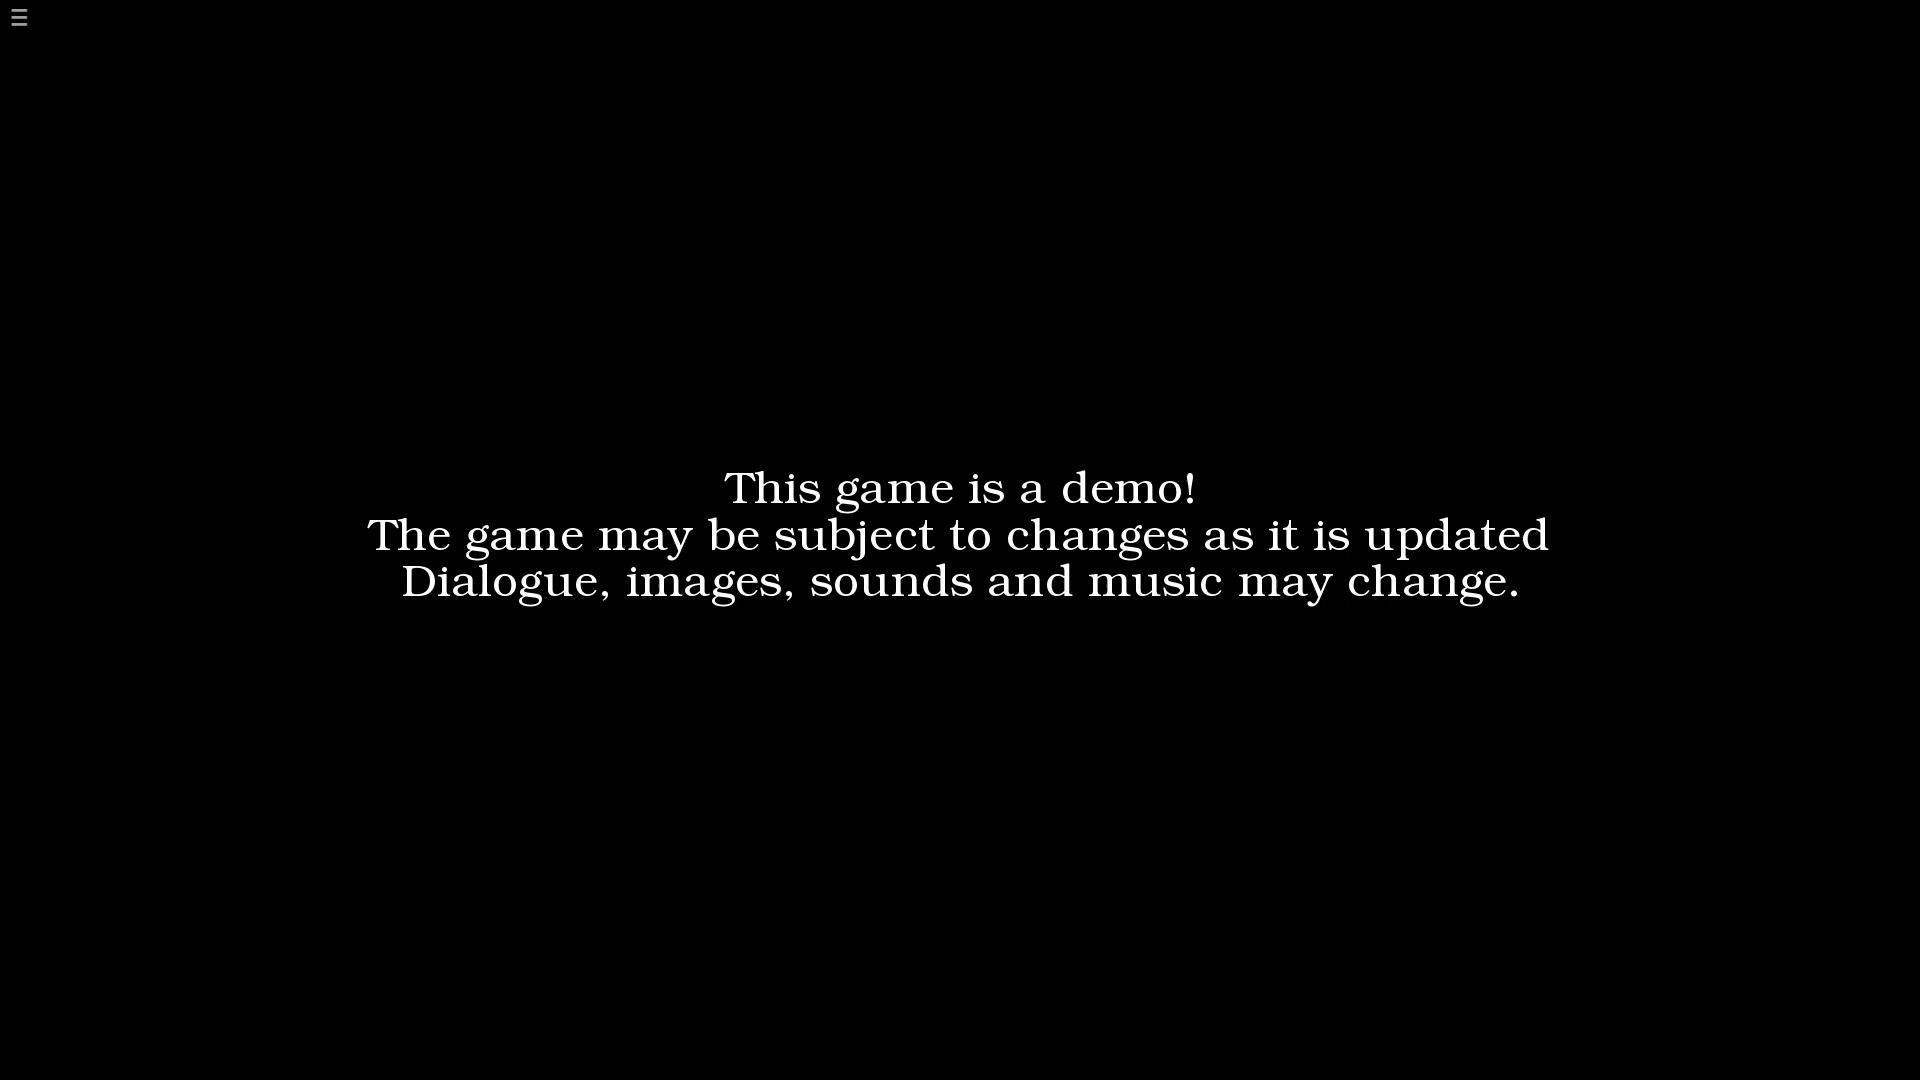 This game is a demo!
The game may be subject to changes as it is updated
Dialogue, images, sounds and music may change.